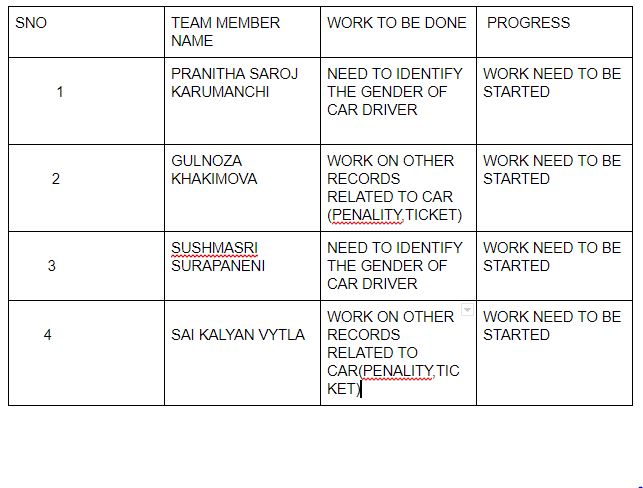 SNO
TEAM MEMBER
NAME
WORK TO BE DONE
PROGRESS
1
PRANITHA SAROJ
KARUMANCHI
NEED TO IDENTIFY
THE GENDER OF
CAR DRIVER
WORK NEED TO BE
STARTED
2
GULNOZA
KHAKIMOVA
WORK ON OTHER
RECORDS
RELATED TO CAR
(PENALITY,TICKET)
WORK NEED TO BE
STARTED
3
SUSHMASRI
SURAPANENI
NEED TO IDENTIFY
THE GENDER OF
CAR DRIVER
WORK NEED TO BE
STARTED
4
SAI KALYAN VYTLA
WORK ON OTHER
RECORDS
RELATED TO
CAR(PENALITY,TIC
KET)
WORK NEED TO BE
STARTED